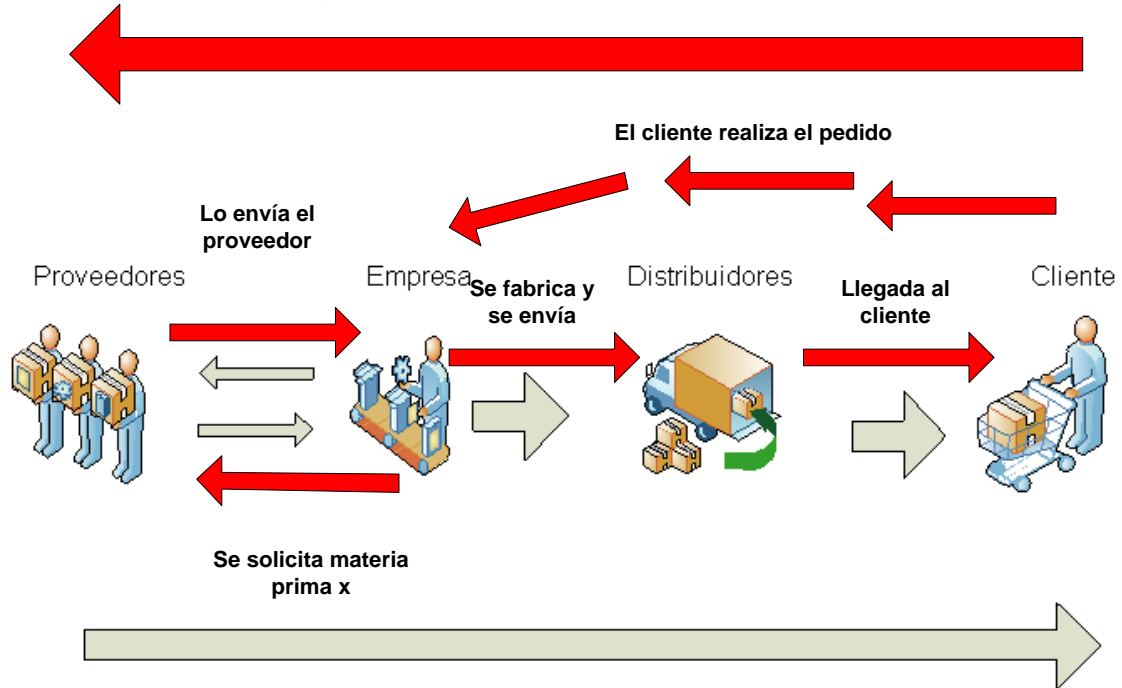 El cliente realiza el pedido
Lo envía el
proveedor
Proveedores
Empresa
Se fabrica y
se envía
Distribuidores
Llegada al
cliente
Cliente
Se solicita materia
prima x